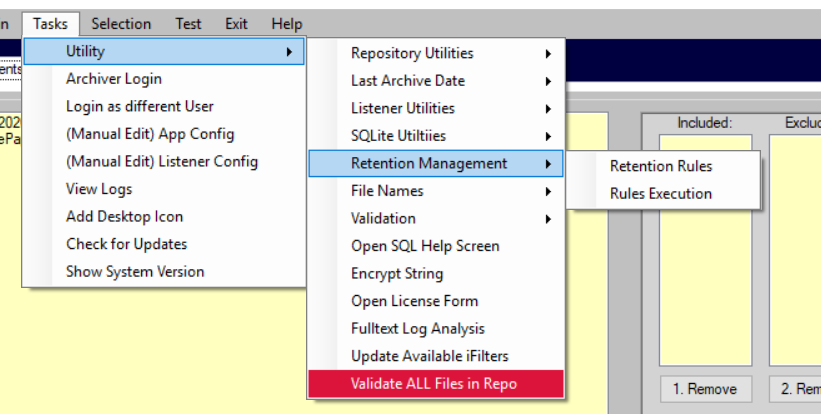 n Tasks Selection Test Exit Help
Utility
Archiver Login
Login as different User
(Manual Edit) App Config
(Manual Edit) Listener Config
View Logs
Add Desktop Icon
Check for Updates
Show System Version
Repository Utilities
Last Archive Date
Listener Utilities
SQLite Utiltiies
Retention Management
File Names
Validation
Open SQL Help Screen
Encrypt String
Open License Form
Fulltext Log Analysis
Update Available iFilters
Validate ALL Files in Repo
Retention Rules
Rules Execution
ents
202
ePa
Included: Exclud
1. Remove 2. Rem